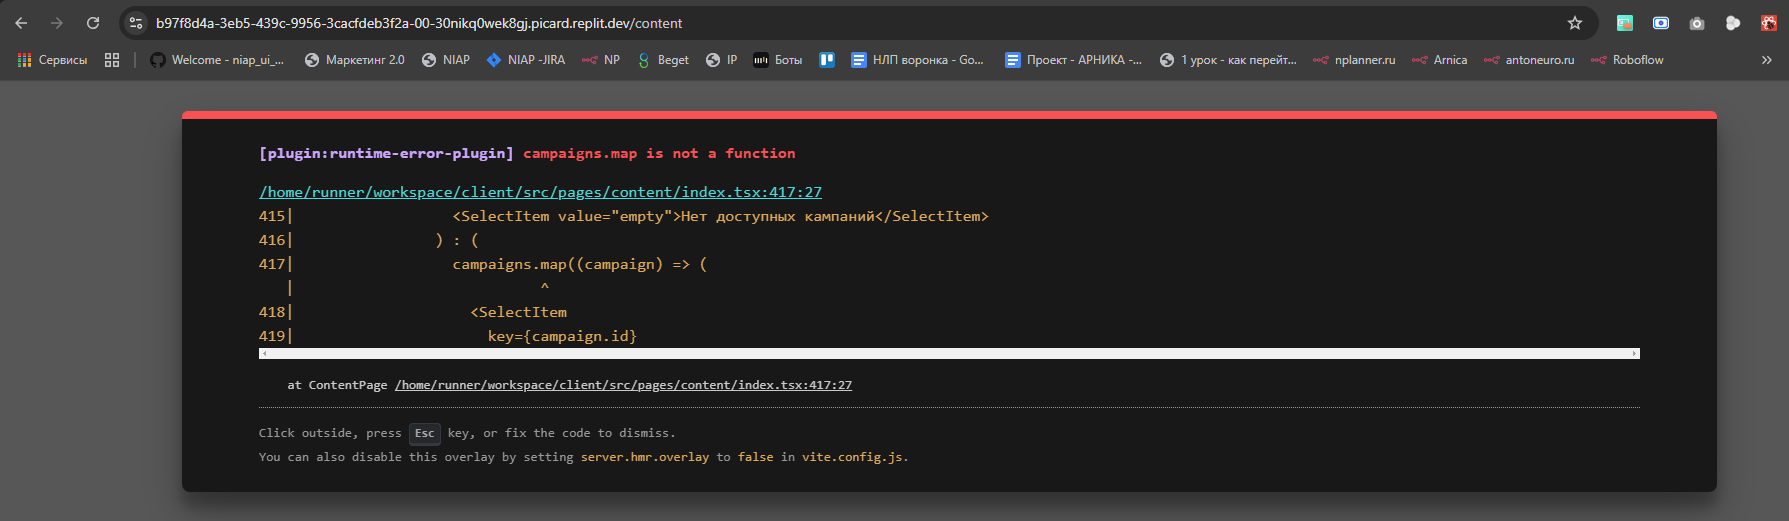 b97f8d4a-3eb5-439c-9956-3cacfdeb3f2a-00-30nikq0wek8gj.picard.replit.dev/content
Сервисы Welcome - niap_ui_... Маркетинг 2.0 NIAP NIAP -JIRA NP Beget IP Боты НЛП воронка - Go... Проект - АРНИКА -... 1 урок - как перейт... nplanner.ru Arnica antoneuro.ru Roboflow
[plugin:runtime-error-plugin] campaigns.map is not a function
/home/runner/workspace/client/src/pages/content/index.tsx:417:27
415| <SelectItem value="empty">Нет доступных кампаний</SelectItem>
416| ) : (
417| campaigns.map((campaign) => (
| ^
418| <SelectItem
419| key={campaign.id}
at ContentPage /home/runner/workspace/client/src/pages/content/index.tsx:417:27
Click outside, press Esc key, or fix the code to dismiss.
You can also disable this overlay by setting server.hmr.overlay to false in vite.config.js.